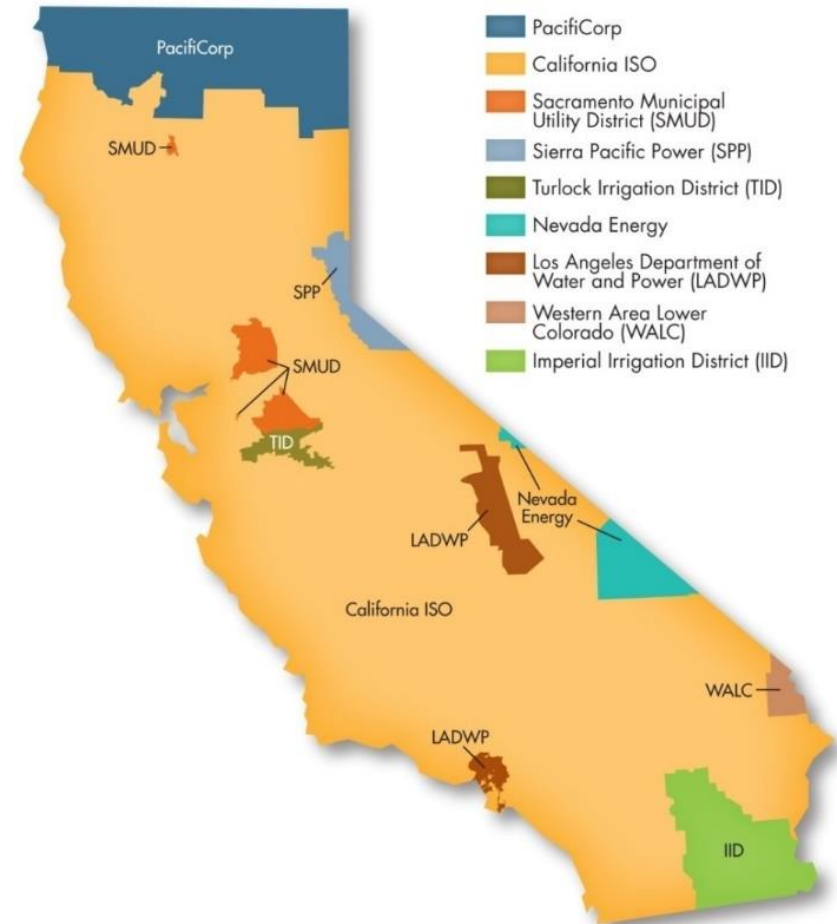 PacifiCorp
California ISO
Sacramento Municipal
Utility District (SMUD)
Sierra Pacific Power (SPP)
Turlock Irrigation District (TID)
Nevada Energy
Los Angeles Department of
Water and Power (LADWP)
Western Area Lower
Colorado (WALC)
Imperial Irrigation District (IID)
PacifiCorp
SMUD
SPP
SMUD
TID
Nevada
Energy
LADWP
California ISO
WALC
LADWP
IID